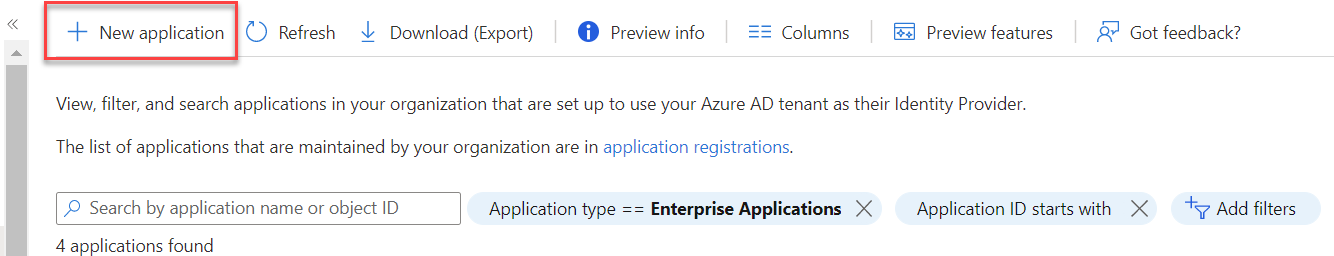 New application Refresh Download (Export) Preview info Columns Preview features Got feedback?
View, filter, and search applications in your organization that are set up to use your Azure AD tenant as their Identity Provider.
The list of applications that are maintained by your organization are in application registrations.
Search by application name or object ID Application type == Enterprise Applications Application ID starts with Add filters
4 applications found